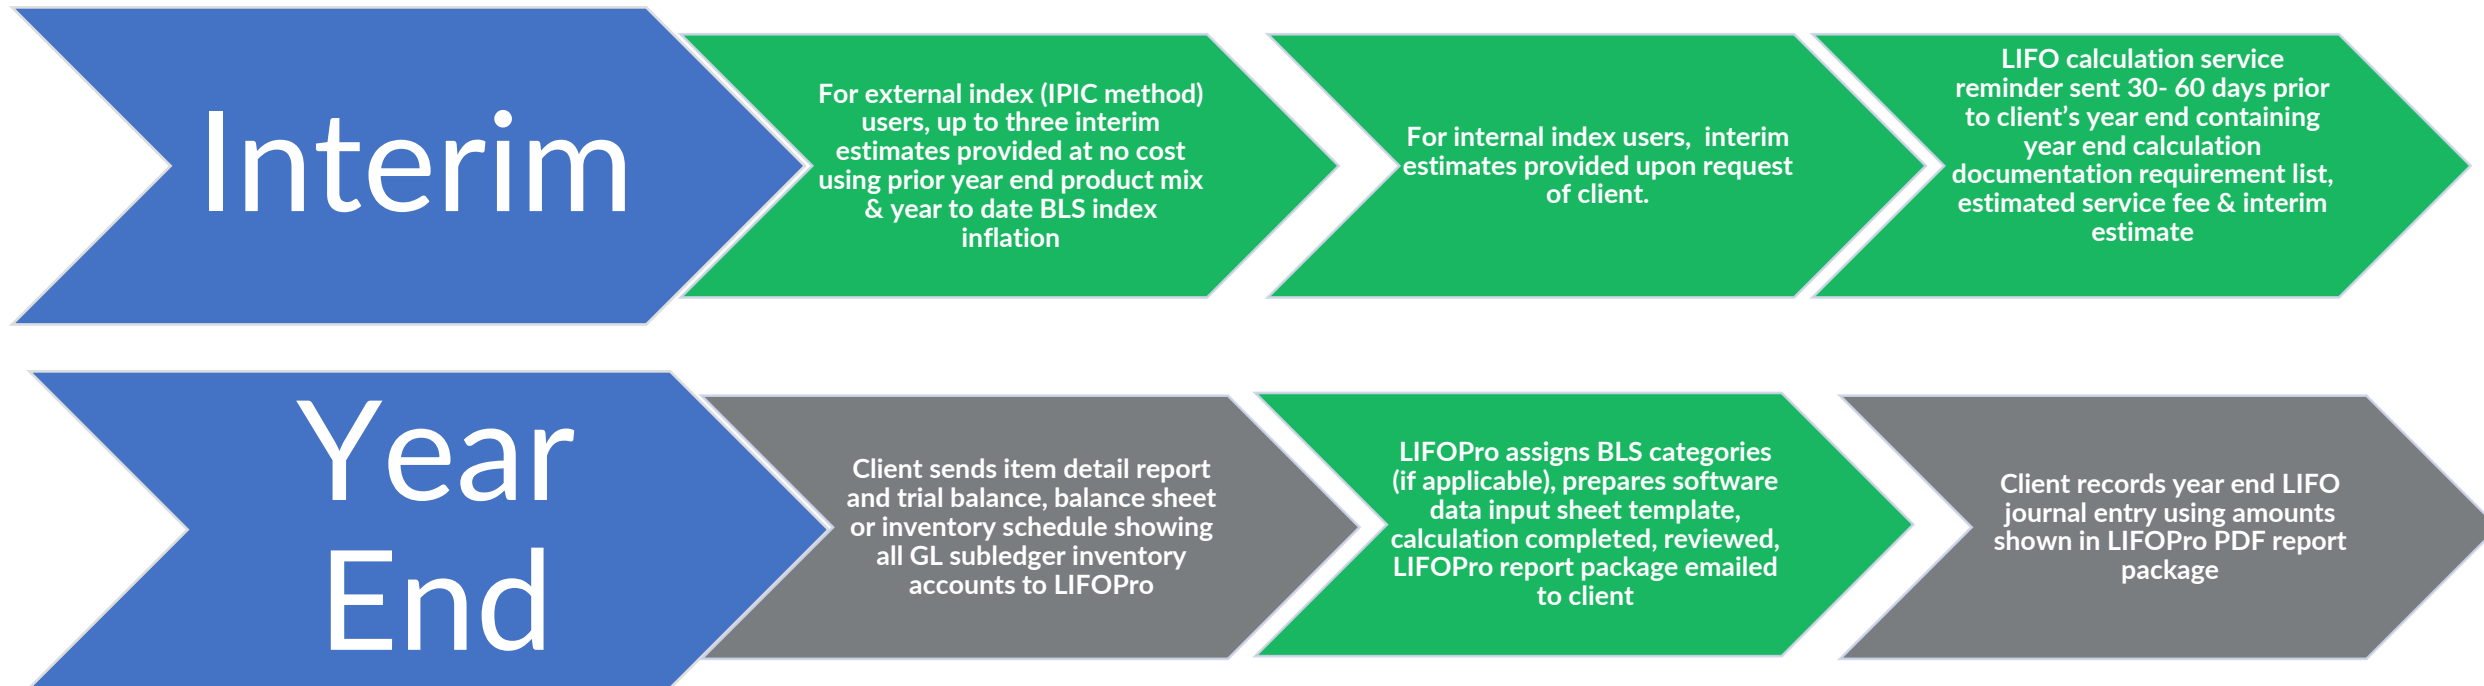 Interim
For external index (IPIC method)
users, up to three interim
estimates provided at no cost
using prior year end product mix
& year to date BLS index
inflation
For internal index users,  interim
estimates provided upon request
of client.
LIFO calculation service
reminder sent 30- 60 days prior
to client’s year end containing
year end calculation
documentation requirement list,
estimated service fee & interim
estimate
Year
End
Client sends item detail report
and trial balance, balance sheet
or inventory schedule showing
all GL subledger inventory
accounts to LIFOPro
LIFOPro assigns BLS categories
(if applicable), prepares software
data input sheet template,
calculation completed, reviewed,
LIFOPro report package emailed
to client
Client records year end LIFO
journal entry using amounts
shown in LIFOPro PDF report
package